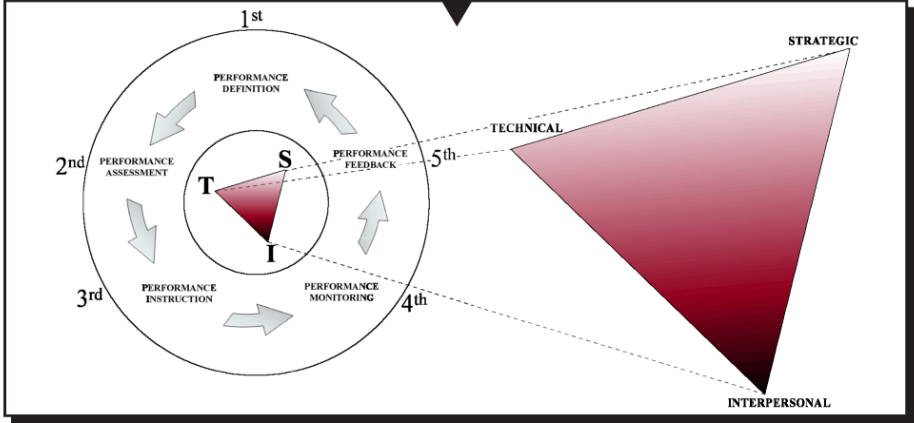 1st
PERFORMANCE
DEFINITION
2nd
PERFORMANCE
ASSESSMENT
3rd
PERFORMANCE
INSTRUCTION
PERFORMANCE
MONITORING
4th
PERFORMANCE
FEEDBACK
5th
S
T
I
STRATEGIC
TECHNICAL
INTERPERSONAL